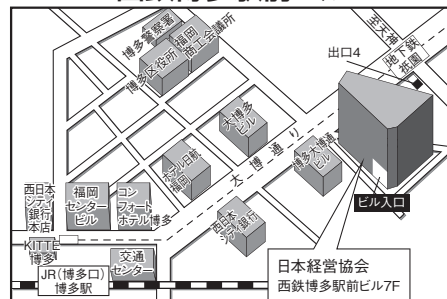 博多警察署
博多区役所
福岡
商工会議所
至天神
地下鉄
祇園
出口4
大博多
ビル
大博通り
ホテル日航
福岡
博多大博通ビル
ビル入口
西日本
シティ
銀行
本店
福岡
センター
ビル
コン
フォート
ホテル博多
西日本
シティ銀行
KITTE
博多
交通
センター
JR(博多口)
博多駅
日本経営協会
西鉄博多駅前ビル7F